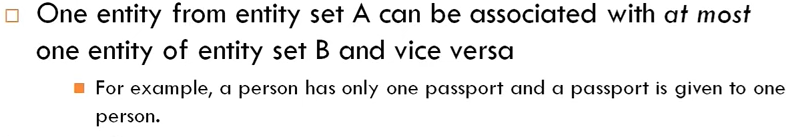 One entity from entity set A can be associated with at most
one entity of entity set B and vice versa
For example, a person has only one passport and a passport is given to one
person.